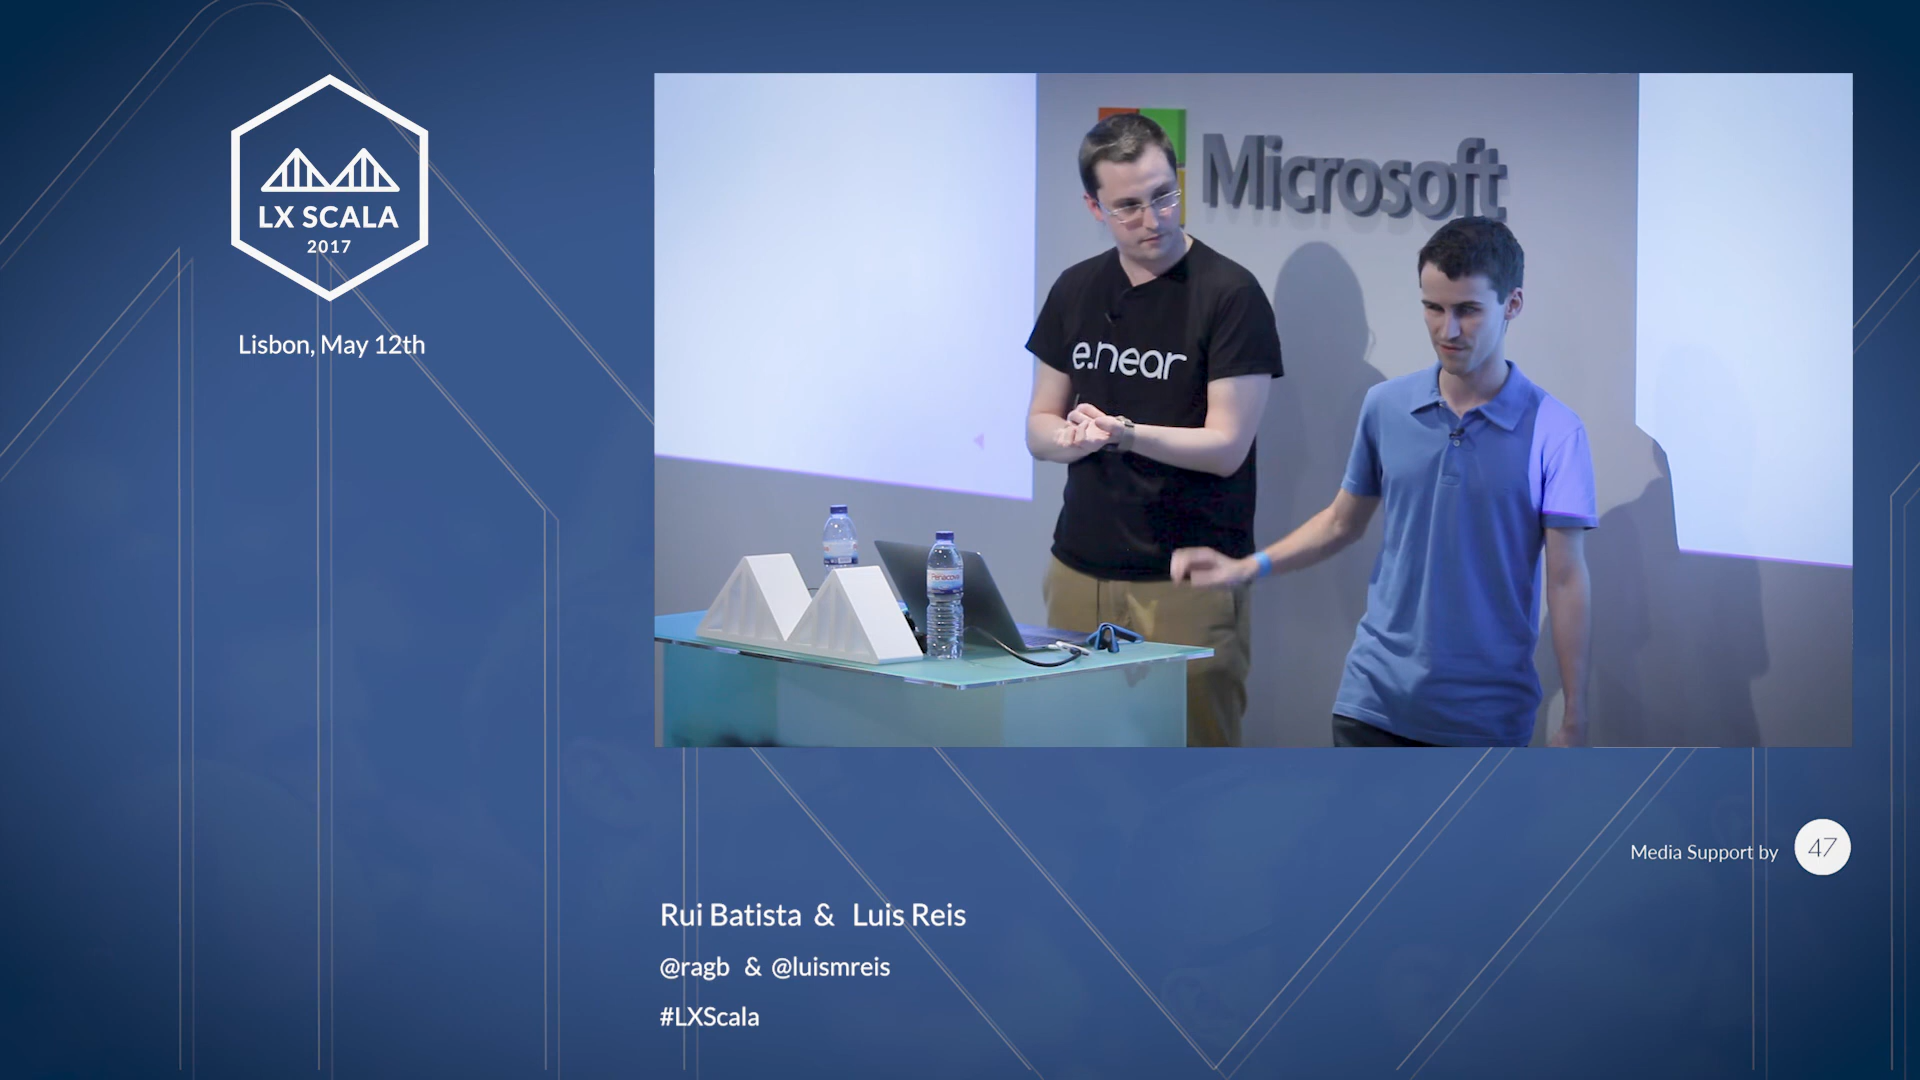 LX SCALA
2017
Lisbon, May 12th
Microsoft
e.near
Penacova
Media Support by 47
Rui Batista & Luis Reis
@ragb & @luismreis
#LXScala